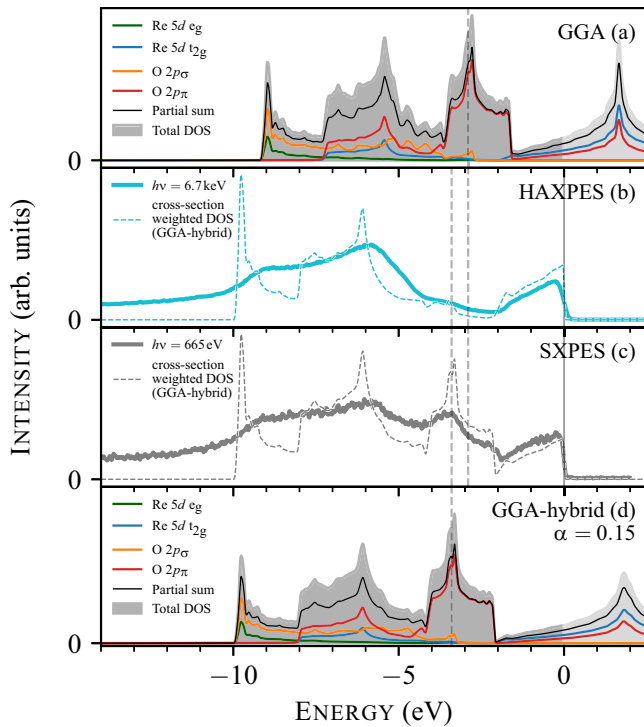 GGA (a)
Re 5d eg
Re 5d t2g
O 2pσ
O 2pπ
Partial sum
Total DOS
0
HAXPES (b)
hν = 6.7 keV
cross-section
weighted DOS
(GGA-hybrid)
0
SXPES (c)
hν = 665 eV
cross-section
weighted DOS
(GGA-hybrid)
0
GGA-hybrid (d)
α = 0.15
Re 5d eg
Re 5d t2g
O 2pσ
O 2pπ
Partial sum
Total DOS
0
−10
−5
0
ENERGY (eV)
INTENSITY (arb. units)